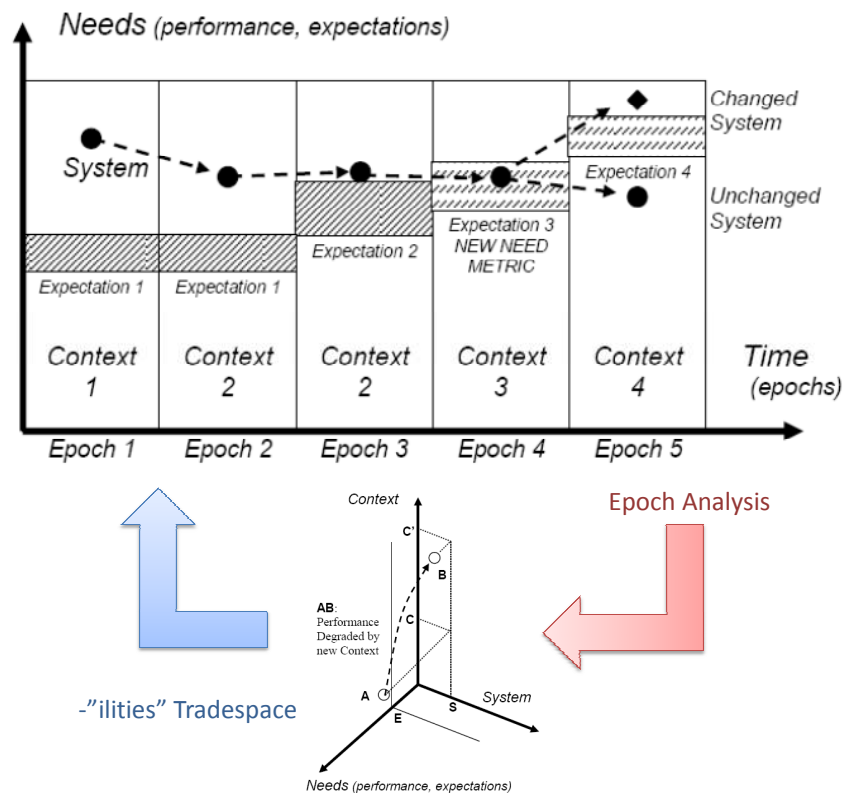 Needs (performance, expectations)
Changed
System
System
Expectation 4
Unchanged
System
Expectation 3
NEW NEED
METRIC
Expectation 2
Expectation 1
Expectation 1
Context
1
Context
2
Context
2
Context
3
Context
4
Time
(epochs)
Epoch 1
Epoch 2
Epoch 3
Epoch 4
Epoch 5
Context
Epoch Analysis
C'
B
AB:
Performance
Degraded by
new Context
C
A
E
S
System
-"ilities" Tradespace
Needs (performance, expectations)